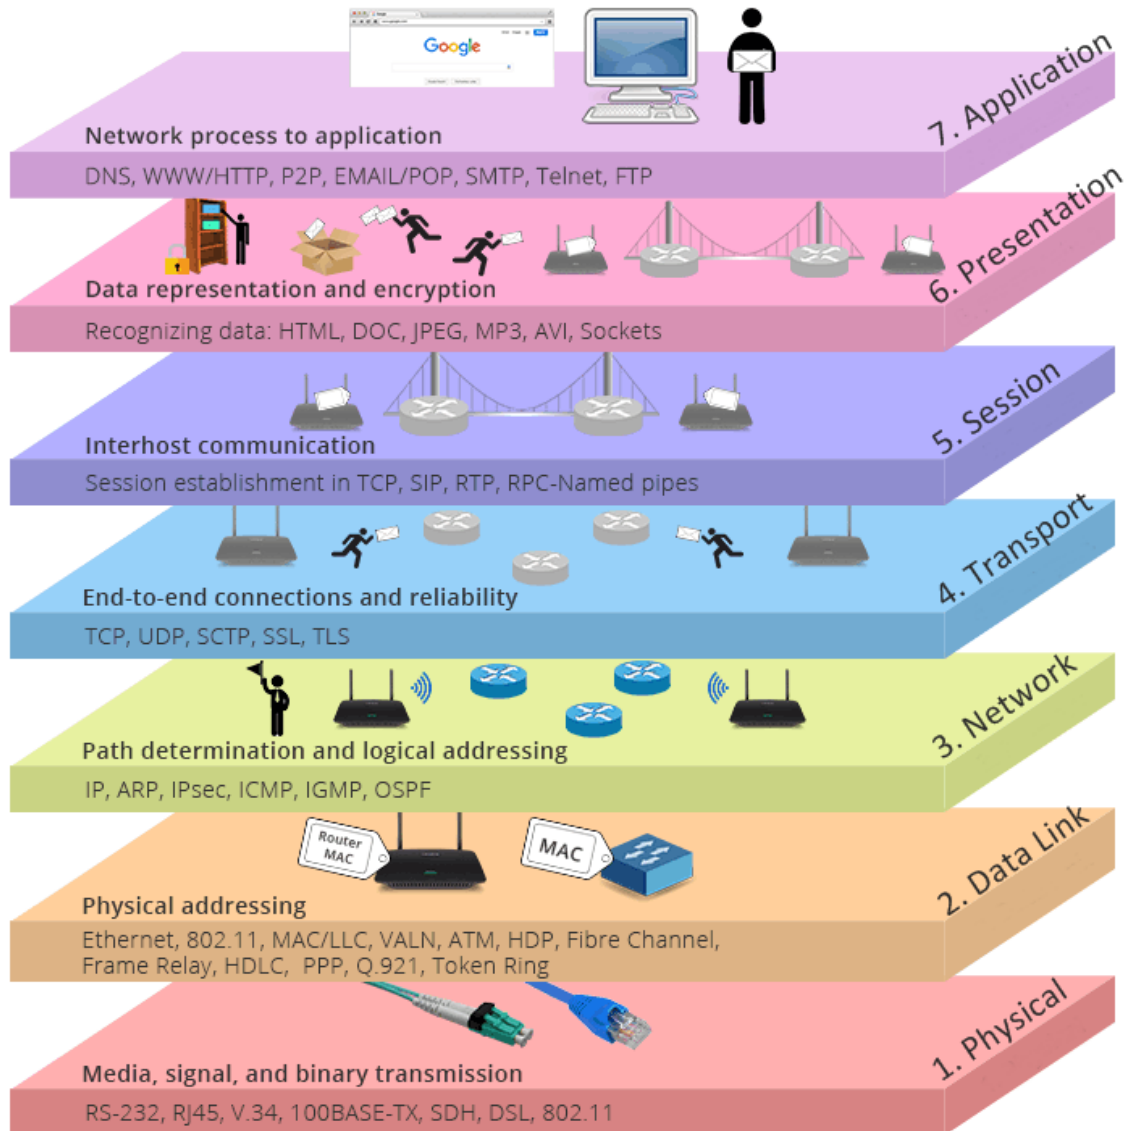 Google
7. Application
Network process to application
DNS, WWW/HTTP, P2P, EMAIL/POP, SMTP, Telnet, FTP
6. Presentation
Data representation and encryption
Recognizing data: HTML, DOC, JPEG, MP3, AVI, Sockets
5. Session
Interhost communication
Session establishment in TCP, SIP, RTP, RPC-Named pipes
4. Transport
End-to-end connections and reliability
TCP, UDP, SCTP, SSL, TLS
3. Network
Path determination and logical addressing
IP, ARP, IPsec, ICMP, IGMP, OSPF
Router
MAC
MAC
2. Data Link
Physical addressing
Ethernet, 802.11, MAC/LLC, VALN, ATM, HDP, Fibre Channel,
Frame Relay, HDLC, PPP, Q.921, Token Ring
1. Physical
Media, signal, and binary transmission
RS-232, RJ45, V.34, 100BASE-TX, SDH, DSL, 802.11